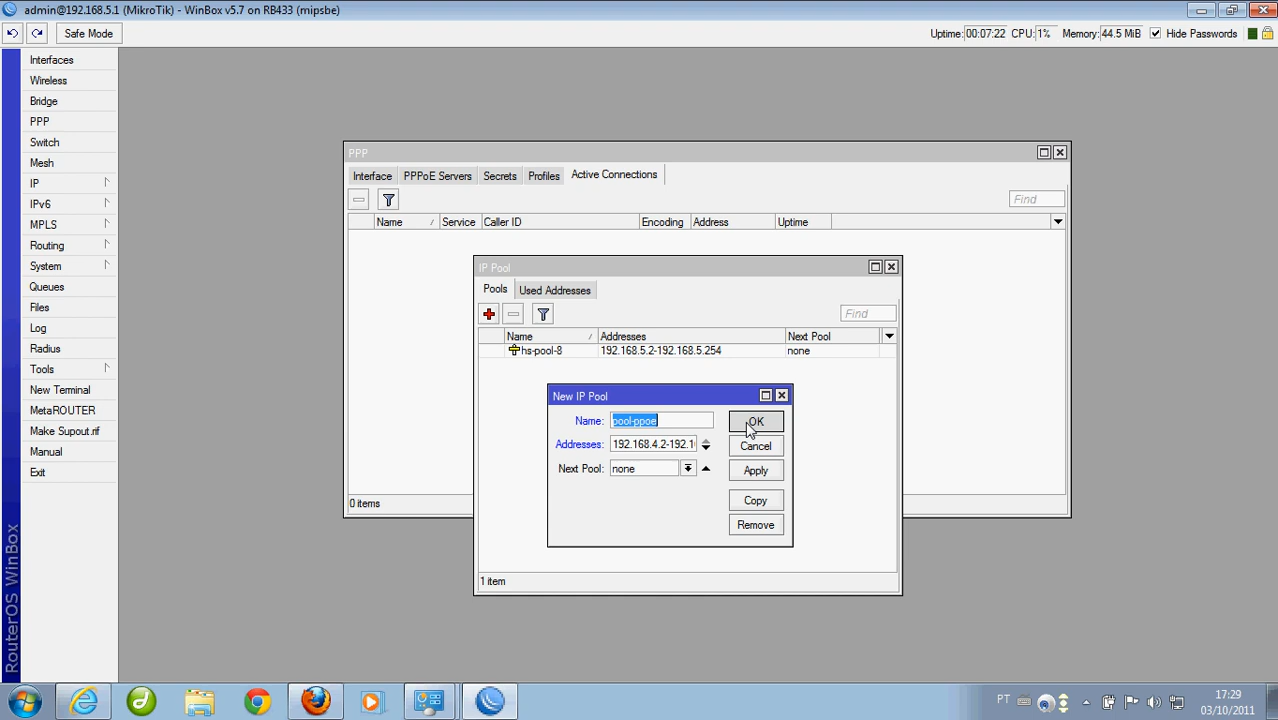 admin@192.168.5.1 (MikroTik) - WinBox v5.7 on RB433 (mipsbe)
Safe Mode
Uptime: 00:07:22 CPU: 1% Memory: 44.5 MiB Hide Passwords
Interfaces
Wireless
Bridge
PPP
Switch
Mesh
IP
IPv6
MPLS
Routing
System
Queues
Files
Log
Radius
Tools
New Terminal
MetaROUTER
Make Supout.rif
Manual
Exit
RouterOS WinBox
PPP
Interface PPPoE Servers Secrets Profiles Active Connections
Find
Name / Service Caller ID Encoding Address Uptime
0 items
IP Pool
Pools Used Addresses
Find
Name / Addresses Next Pool
hs-pool-8 192.168.5.2-192.168.5.254 none
New IP Pool
Name: pool-ppoe OK
Addresses: 192.168.4.2-192.1 Cancel
Next Pool: none Apply
Copy
Remove
1 item
PT 17:29
03/10/2011